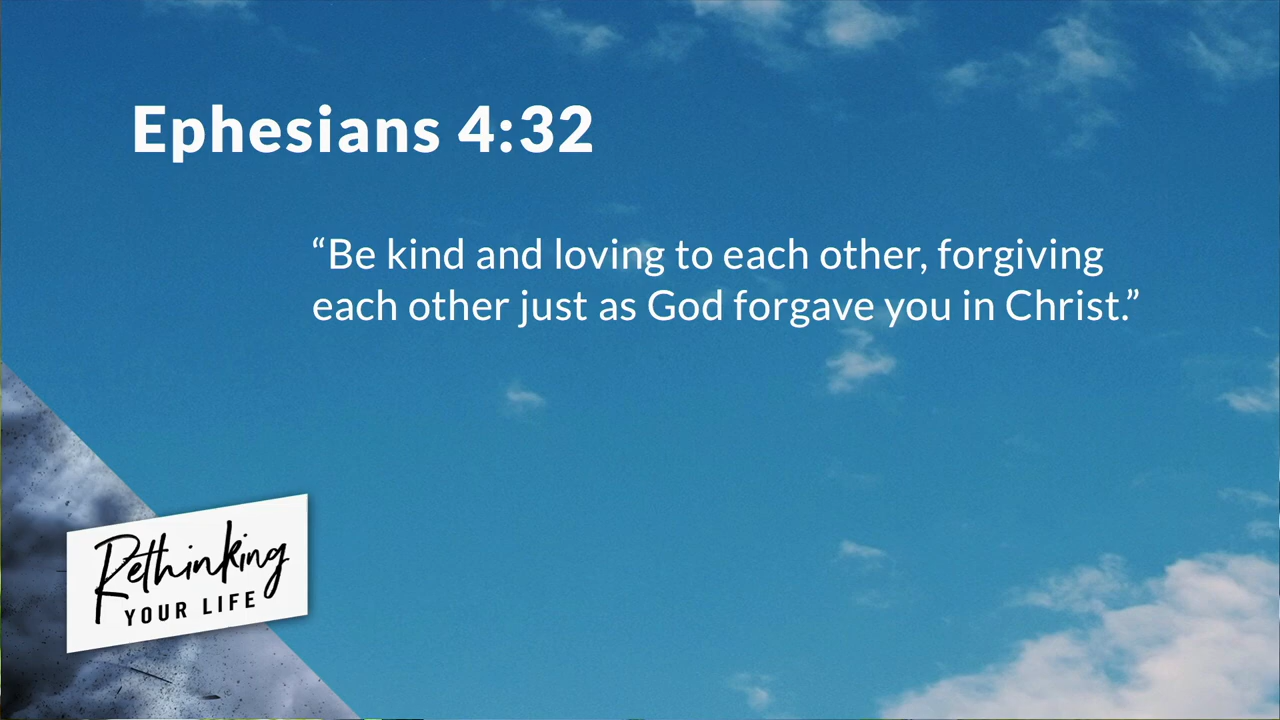 Ephesians 4:32
“Be kind and loving to each other, forgiving
each other just as God forgave you in Christ.”
Rethinking
YOUR LIFE